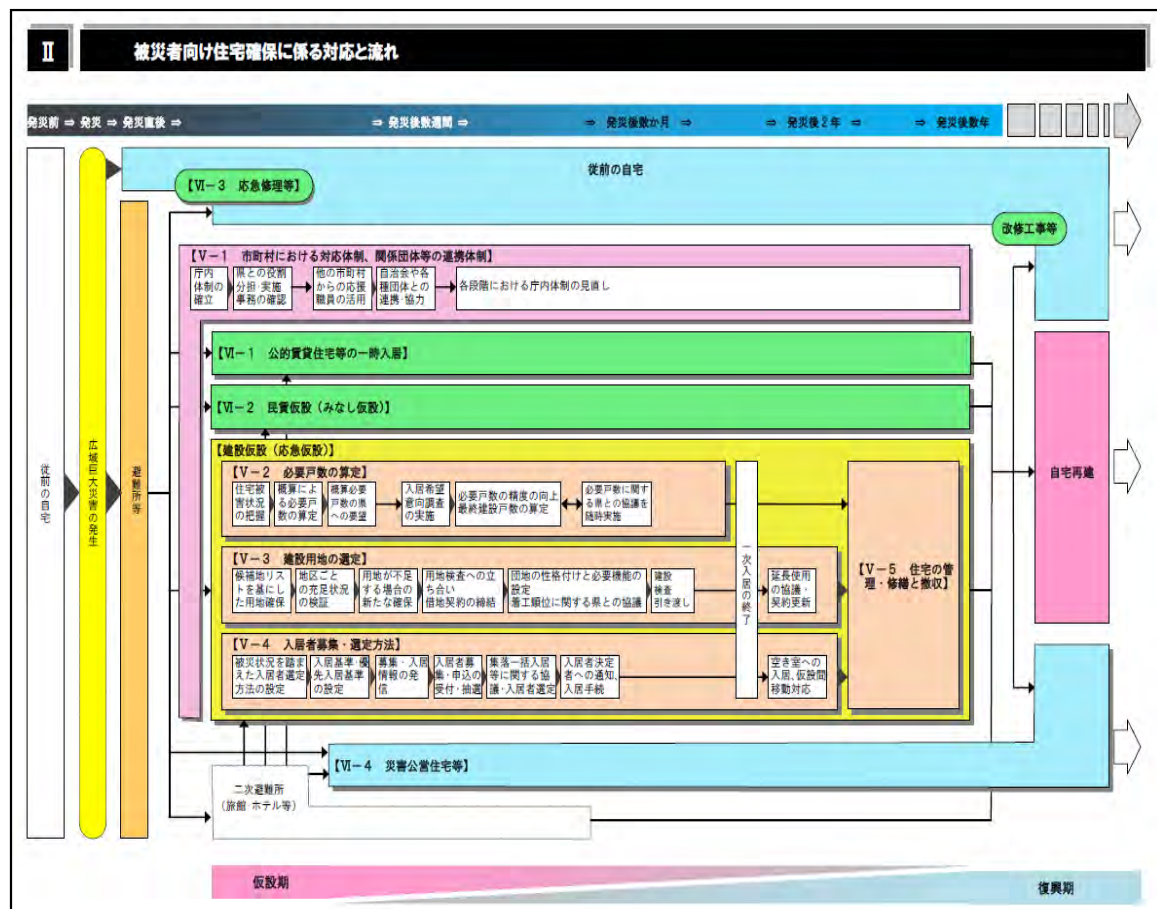 Ⅱ
被災者向け住宅確保に係る対応と流れ
発災前 ⇒ 発災 ⇒ 発災直後 ⇒
⇒ 発災後数週間 ⇒
⇒ 発災後数か月 ⇒
⇒ 発災後2年 ⇒
⇒ 発災後数年
従前の自宅
広域巨大災害の発生
避難所等
従前の自宅
【Ⅵ-3 応急修理等】
改修工事等
【Ⅴ-1 市町村における対応体制、関係団体等の連携体制】
庁内
体制の
確立
県との役割
分担・実施
事務の確認
他の市町村
からの応援
職員の活用
自治会や各
種団体との
連携・協力
各段階における庁内体制の見直し
【Ⅵ-1 公的賃貸住宅等の一時入居】
【Ⅵ-2 民賃仮設（みなし仮設）】
【建設仮設（応急仮設）】
【Ⅴ-2 必要戸数の算定】
住宅被
害状況
の把握
概算によ
る必要戸
数の算定
概算必要
戸数の県
への要望
入居希望
意向調査
の実施
必要戸数の精度の向上
最終建設戸数の算定
必要戸数に関す
る県との協議を
随時実施
【Ⅴ-3 建設用地の選定】
候補地リス
トを基にし
た用地確保
地区ごと
の充足状況
の検証
用地が不足
する場合の
新たな確保
用地検査への立
ち合い
借地契約の締結
団地の性格付けと必要機能の
設定
着工順位に関する県との協議
建設
検査
引き渡し
一次入居の終了
延長使用
の協議・
契約更新
【Ⅴ-4 入居者募集・選定方法】
被災状況を踏ま
えた入居者選定
方法の設定
入居基準・優
先入居基準
の設定
募集・入居
情報の発
信
入居者募
集・申込の
受付・抽選
集落一括入居
等に関する協
議・入居者選定
入居者決定
者への通知、
入居手続
空き室への
入居、仮設間
移動対応
【Ⅴ-5 住宅の管
理・修繕と撤収】
自宅再建
【Ⅵ-4 災害公営住宅等】
二次避難所
（旅館・ホテル等）
仮設期
復興期